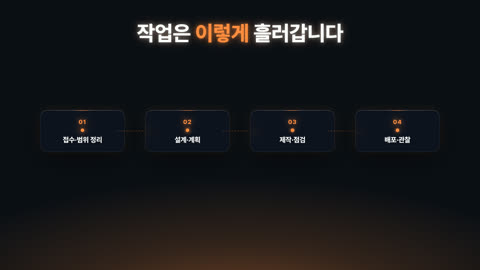 작업은 이렇게 흘러갑니다
01
접수·범위 정리
02
설계·계획
03
제작·점검
04
배포·관찰